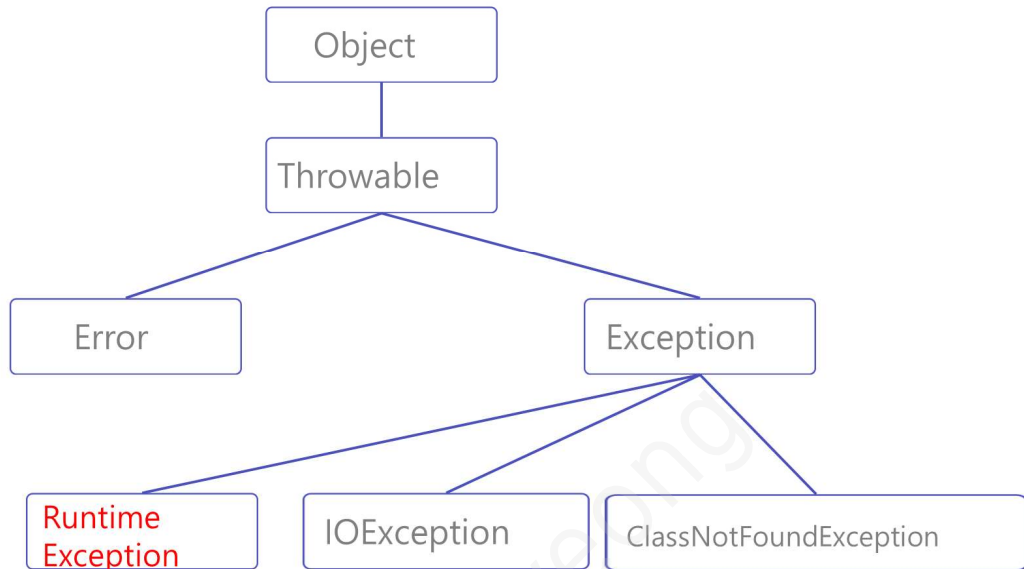 Object
Throwable
Error
Exception
Runtime
Exception
IOException
ClassNotFoundException